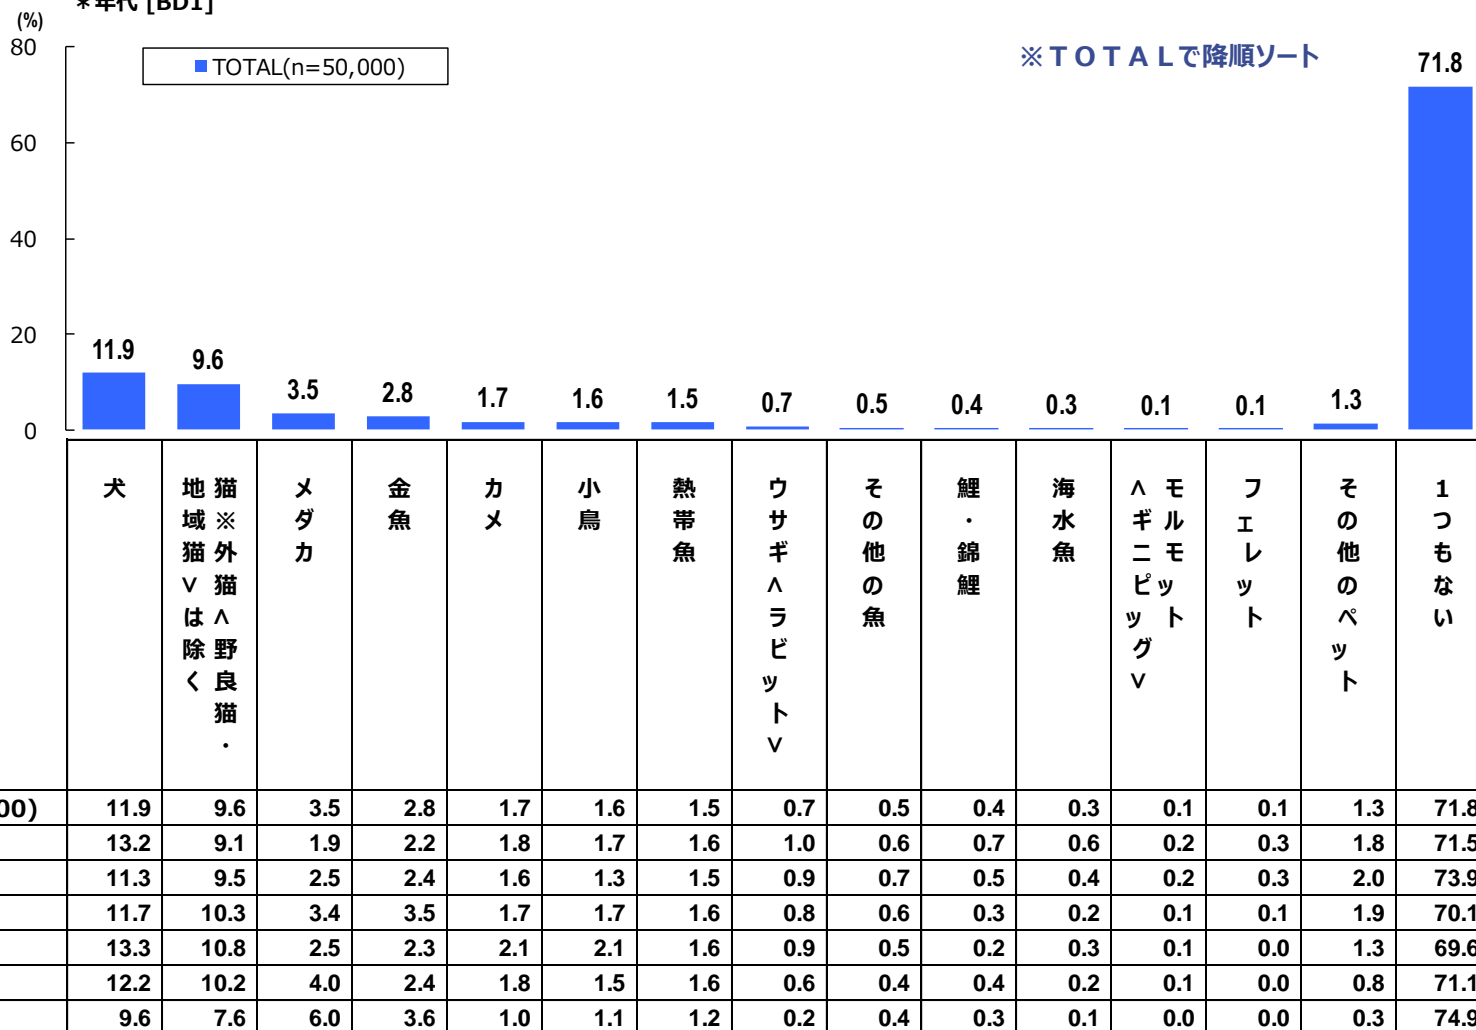 ＊年代 [BD1]
(%)
80
60
40
20
0
TOTAL(n=50,000)
※ＴＯＴＡＬで降順ソート
11.9 9.6 3.5 2.8 1.7 1.6 1.5 0.7 0.5 0.4 0.3 0.1 0.1 1.3 71.8
犬
猫※外猫＜野良猫・
地域猫＞は除く
メダカ
金魚
カメ
小鳥
熱帯魚
ウサギ＜ラビット＞
その他の魚
鯉・錦鯉
海水魚
モルモット
＜ギニピッグ＞
フェレット
その他のペット
１つもない
00) 11.9 9.6 3.5 2.8 1.7 1.6 1.5 0.7 0.5 0.4 0.3 0.1 0.1 1.3 71.8
13.2 9.1 1.9 2.2 1.8 1.7 1.6 1.0 0.6 0.7 0.6 0.2 0.3 1.8 71.5
11.3 9.5 2.5 2.4 1.6 1.3 1.5 0.9 0.7 0.5 0.4 0.2 0.3 2.0 73.9
11.7 10.3 3.4 3.5 1.7 1.7 1.6 0.8 0.6 0.3 0.2 0.1 0.1 1.9 70.1
13.3 10.8 2.5 2.3 2.1 2.1 1.6 0.9 0.5 0.2 0.3 0.1 0.0 1.3 69.6
12.2 10.2 4.0 2.4 1.8 1.5 1.6 0.6 0.4 0.4 0.2 0.1 0.0 0.8 71.1
9.6 7.6 6.0 3.6 1.0 1.1 1.2 0.2 0.4 0.3 0.1 0.0 0.0 0.3 74.9